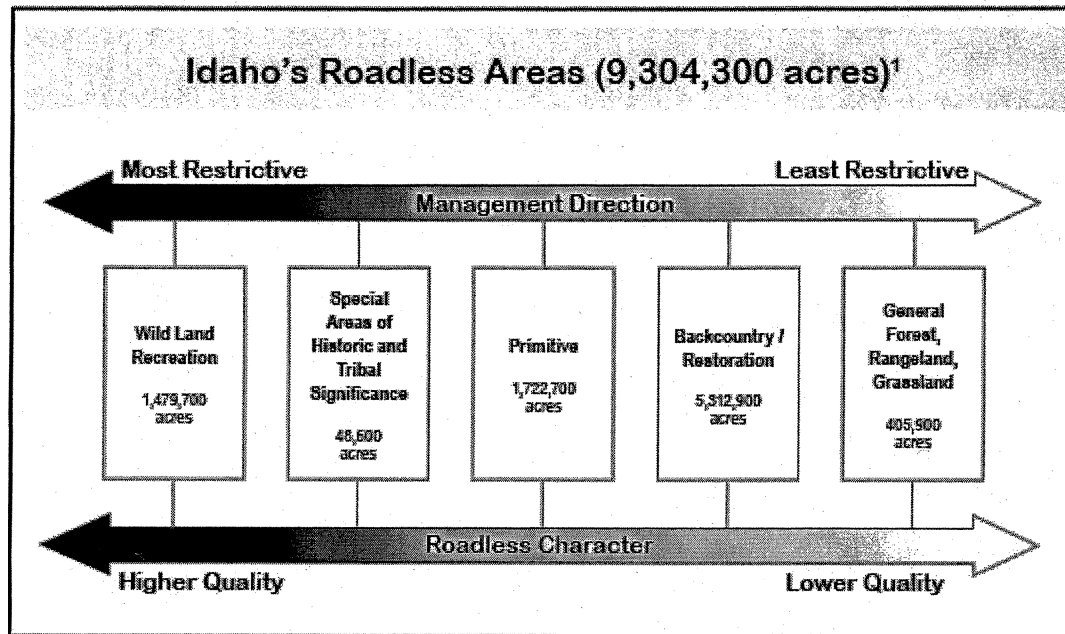 Idaho's Roadless Areas (9,304,300 acres)¹
Most Restrictive
Least Restrictive
Management Direction
Wild Land
Recreation
1,479,700
acres
Special
Areas of
Historic and
Tribal
Significance
48,600
acres
Primitive
1,722,700
acres
Backcountry /
Restoration
5,312,900
acres
General
Forest,
Rangeland,
Grassland
405,900
acres
Roadless Character
Higher Quality
Lower Quality